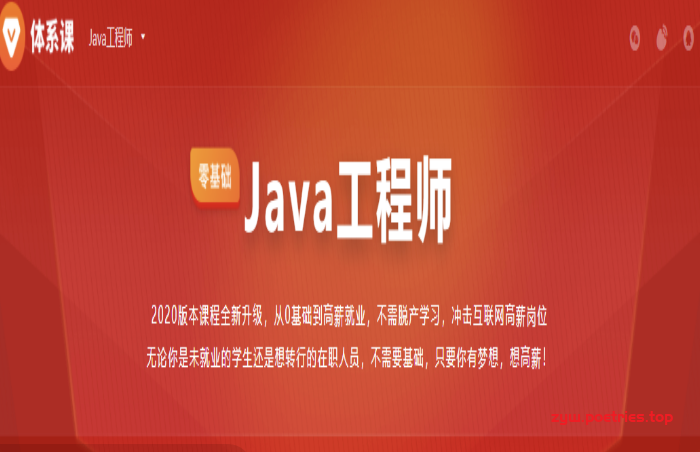 体系课 Java工程师
零基础
Java工程师
2020版本课程全新升级，从0基础到高薪就业，不需脱产学习，冲击互联网高薪岗位
无论你是未就业的学生还是想转行的在职人员，不需要基础，只要你有梦想，想高薪！